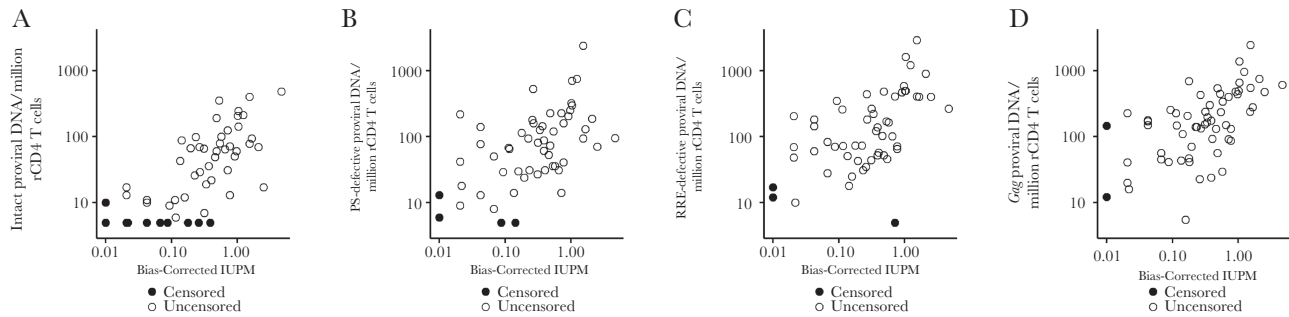 A
Intact proviral DNA/million
rCD4 T cells
1000
100
10
0.01
0.10
1.00
Bias-Corrected IUPM
● Censored
○ Uncensored
B
PS-defective proviral DNA/
million rCD4 T cells
1000
100
10
0.01
0.10
1.00
Bias-Corrected IUPM
● Censored
○ Uncensored
C
RRE-defective proviral DNA/
million rCD4 T cells
1000
100
10
0.01
0.10
1.00
Bias-Corrected IUPM
● Censored
○ Uncensored
D
Gag proviral DNA/
million rCD4 T cells
1000
100
10
0.01
0.10
1.00
Bias-Corrected IUPM
● Censored
○ Uncensored